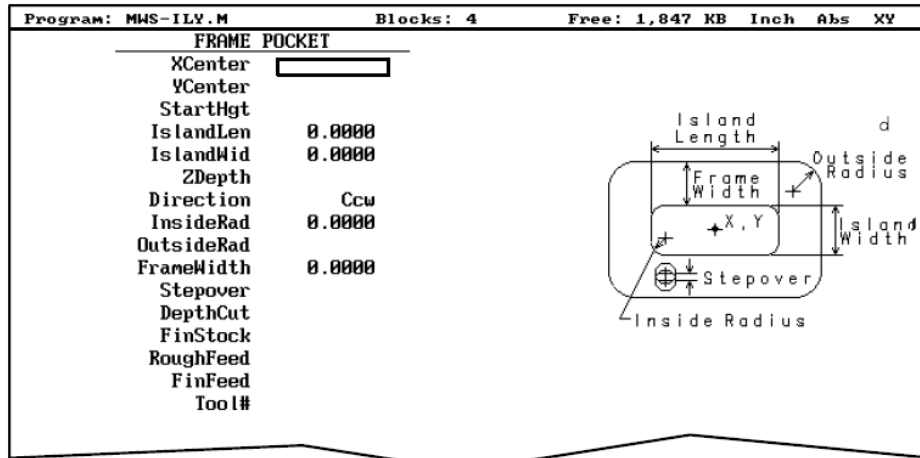 Program: MWS-ILY.M Blocks: 4 Free: 1,847 KB Inch Abs XY
FRAME POCKET
XCenter
YCenter
StartHgt
IslandLen 0.0000
IslandWid 0.0000
ZDepth
Direction Ccw
InsideRad 0.0000
OutsideRad
FrameWidth 0.0000
Stepover
DepthCut
FinStock
RoughFeed
FinFeed
Tool#
Island
Length
d
Outside
Radius
Frame
Width
X, Y
Island
Width
Stepover
Inside Radius